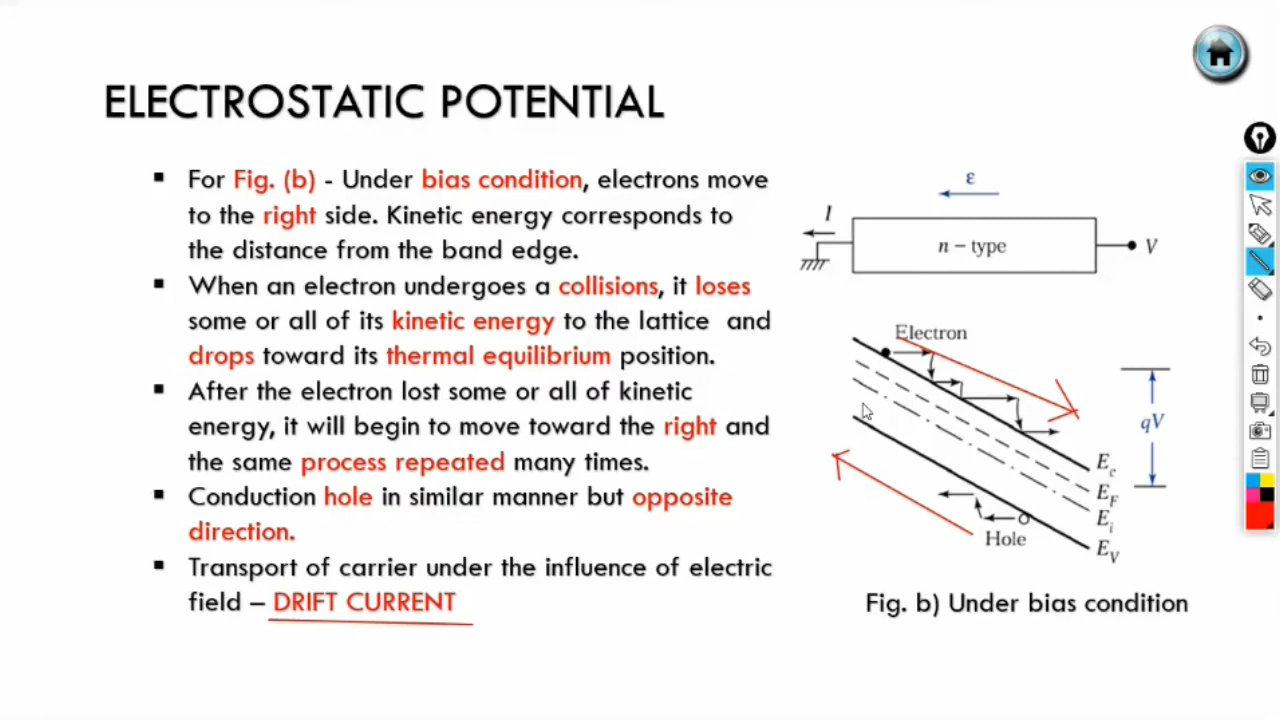 ELECTROSTATIC POTENTIAL
▪ For Fig. (b) - Under bias condition, electrons move
to the right side. Kinetic energy corresponds to
the distance from the band edge.
▪ When an electron undergoes a collisions, it loses
some or all of its kinetic energy to the lattice and
drops toward its thermal equilibrium position.
▪ After the electron lost some or all of kinetic
energy, it will begin to move toward the right and
the same process repeated many times.
▪ Conduction hole in similar manner but opposite
direction.
▪ Transport of carrier under the influence of electric
field – DRIFT CURRENT
ε
I
n – type
V
Electron
qV
E_c
E_F
E_i
E_V
Hole
Fig. b) Under bias condition